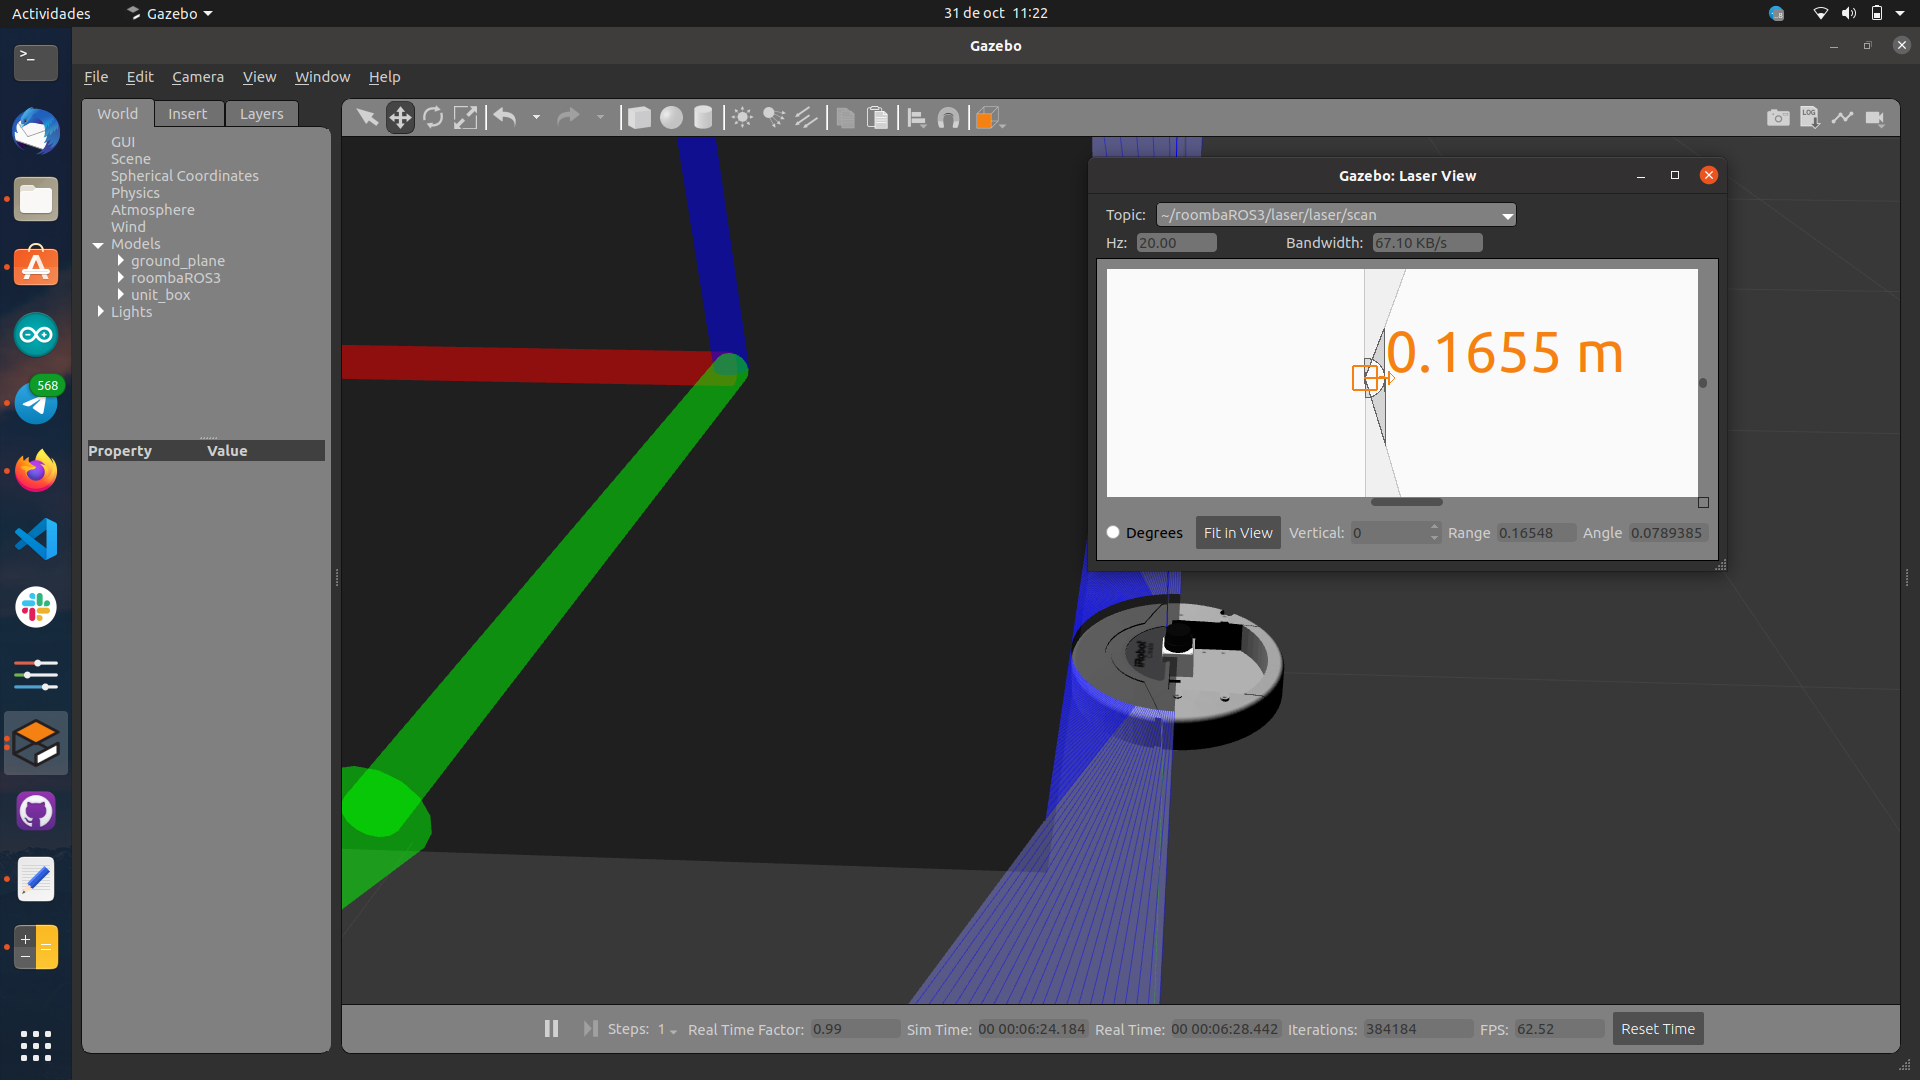 Actividades
Gazebo
31 de oct 11:22
Gazebo
File Edit Camera View Window Help
World Insert Layers
GUI
Scene
Spherical Coordinates
Physics
Atmosphere
Wind
Models
ground_plane
roombaROS3
unit_box
Lights
Property Value
568
LOG
Gazebo: Laser View
Topic: ~/roombaROS3/laser/laser/scan
Hz: 20.00 Bandwidth: 67.10 KB/s
0.1655 m
Degrees Fit in View Vertical: 0 Range 0.16548 Angle 0.0789385
iRobot
Steps: 1 Real Time Factor: 0.99 Sim Time: 00 00:06:24.184 Real Time: 00 00:06:28.442 Iterations: 384184 FPS: 62.52 Reset Time